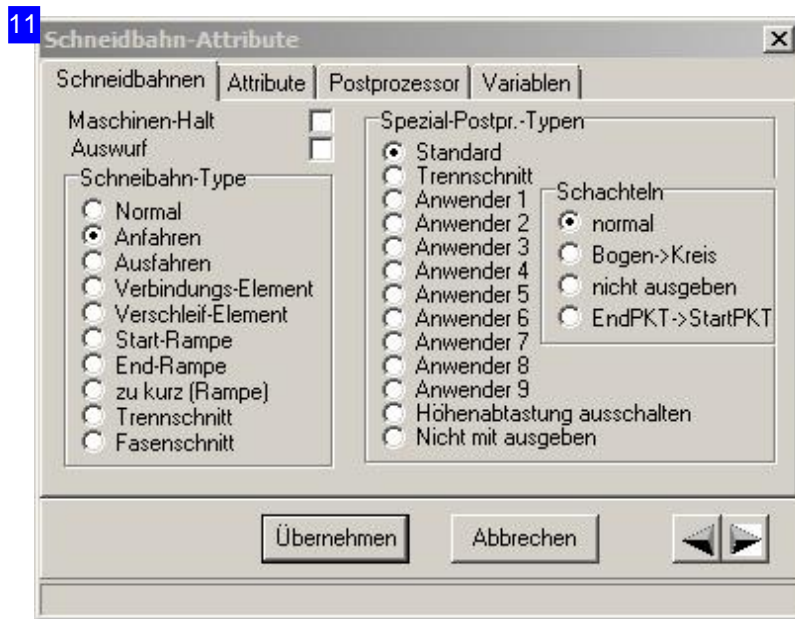 11
Schneidbahn-Attribute
Schneidbahnen Attribute Postprozessor Variablen
Maschinen-Halt
Auswurf
Schneibahn-Type
Normal
Anfahren
Ausfahren
Verbindungs-Element
Verschleif-Element
Start-Rampe
End-Rampe
zu kurz (Rampe)
Trennschnitt
Fasenschnitt
Spezial-Postpr.-Typen
Standard
Trennschnitt
Anwender 1
Anwender 2
Anwender 3
Anwender 4
Anwender 5
Anwender 6
Anwender 7
Anwender 8
Anwender 9
Höhenabtastung ausschalten
Nicht mit ausgeben
Schachteln
normal
Bogen->Kreis
nicht ausgeben
EndPKT->StartPKT
Übernehmen Abbrechen